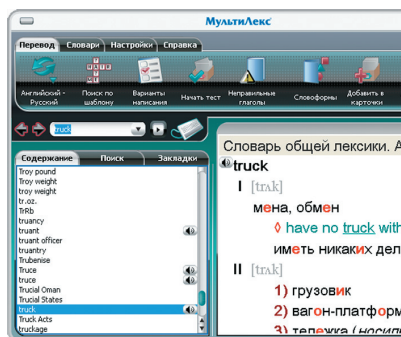 МультиЛекс
Перевод Словари Настройки Справка
Английский - Русский
Поиск по шаблону
Варианты написания
Начать тест
Неправильные глаголы
Словоформы
Добавить в карточки
truck
Содержание Поиск Закладки
Troy pound
Troy weight
troy weight
tr.oz.
TrRb
truancy
truant
truant officer
truantry
Trubenise
Truce
truce
Trucial Oman
Trucial States
truck
Truck Acts
truckage
Словарь общей лексики. А
truck
I [trʌk]
мена, обмен
◊ have no truck with
иметь никаких дел
II [trʌk]
1) грузовик
2) вагон-платформ
3) тележка (носил